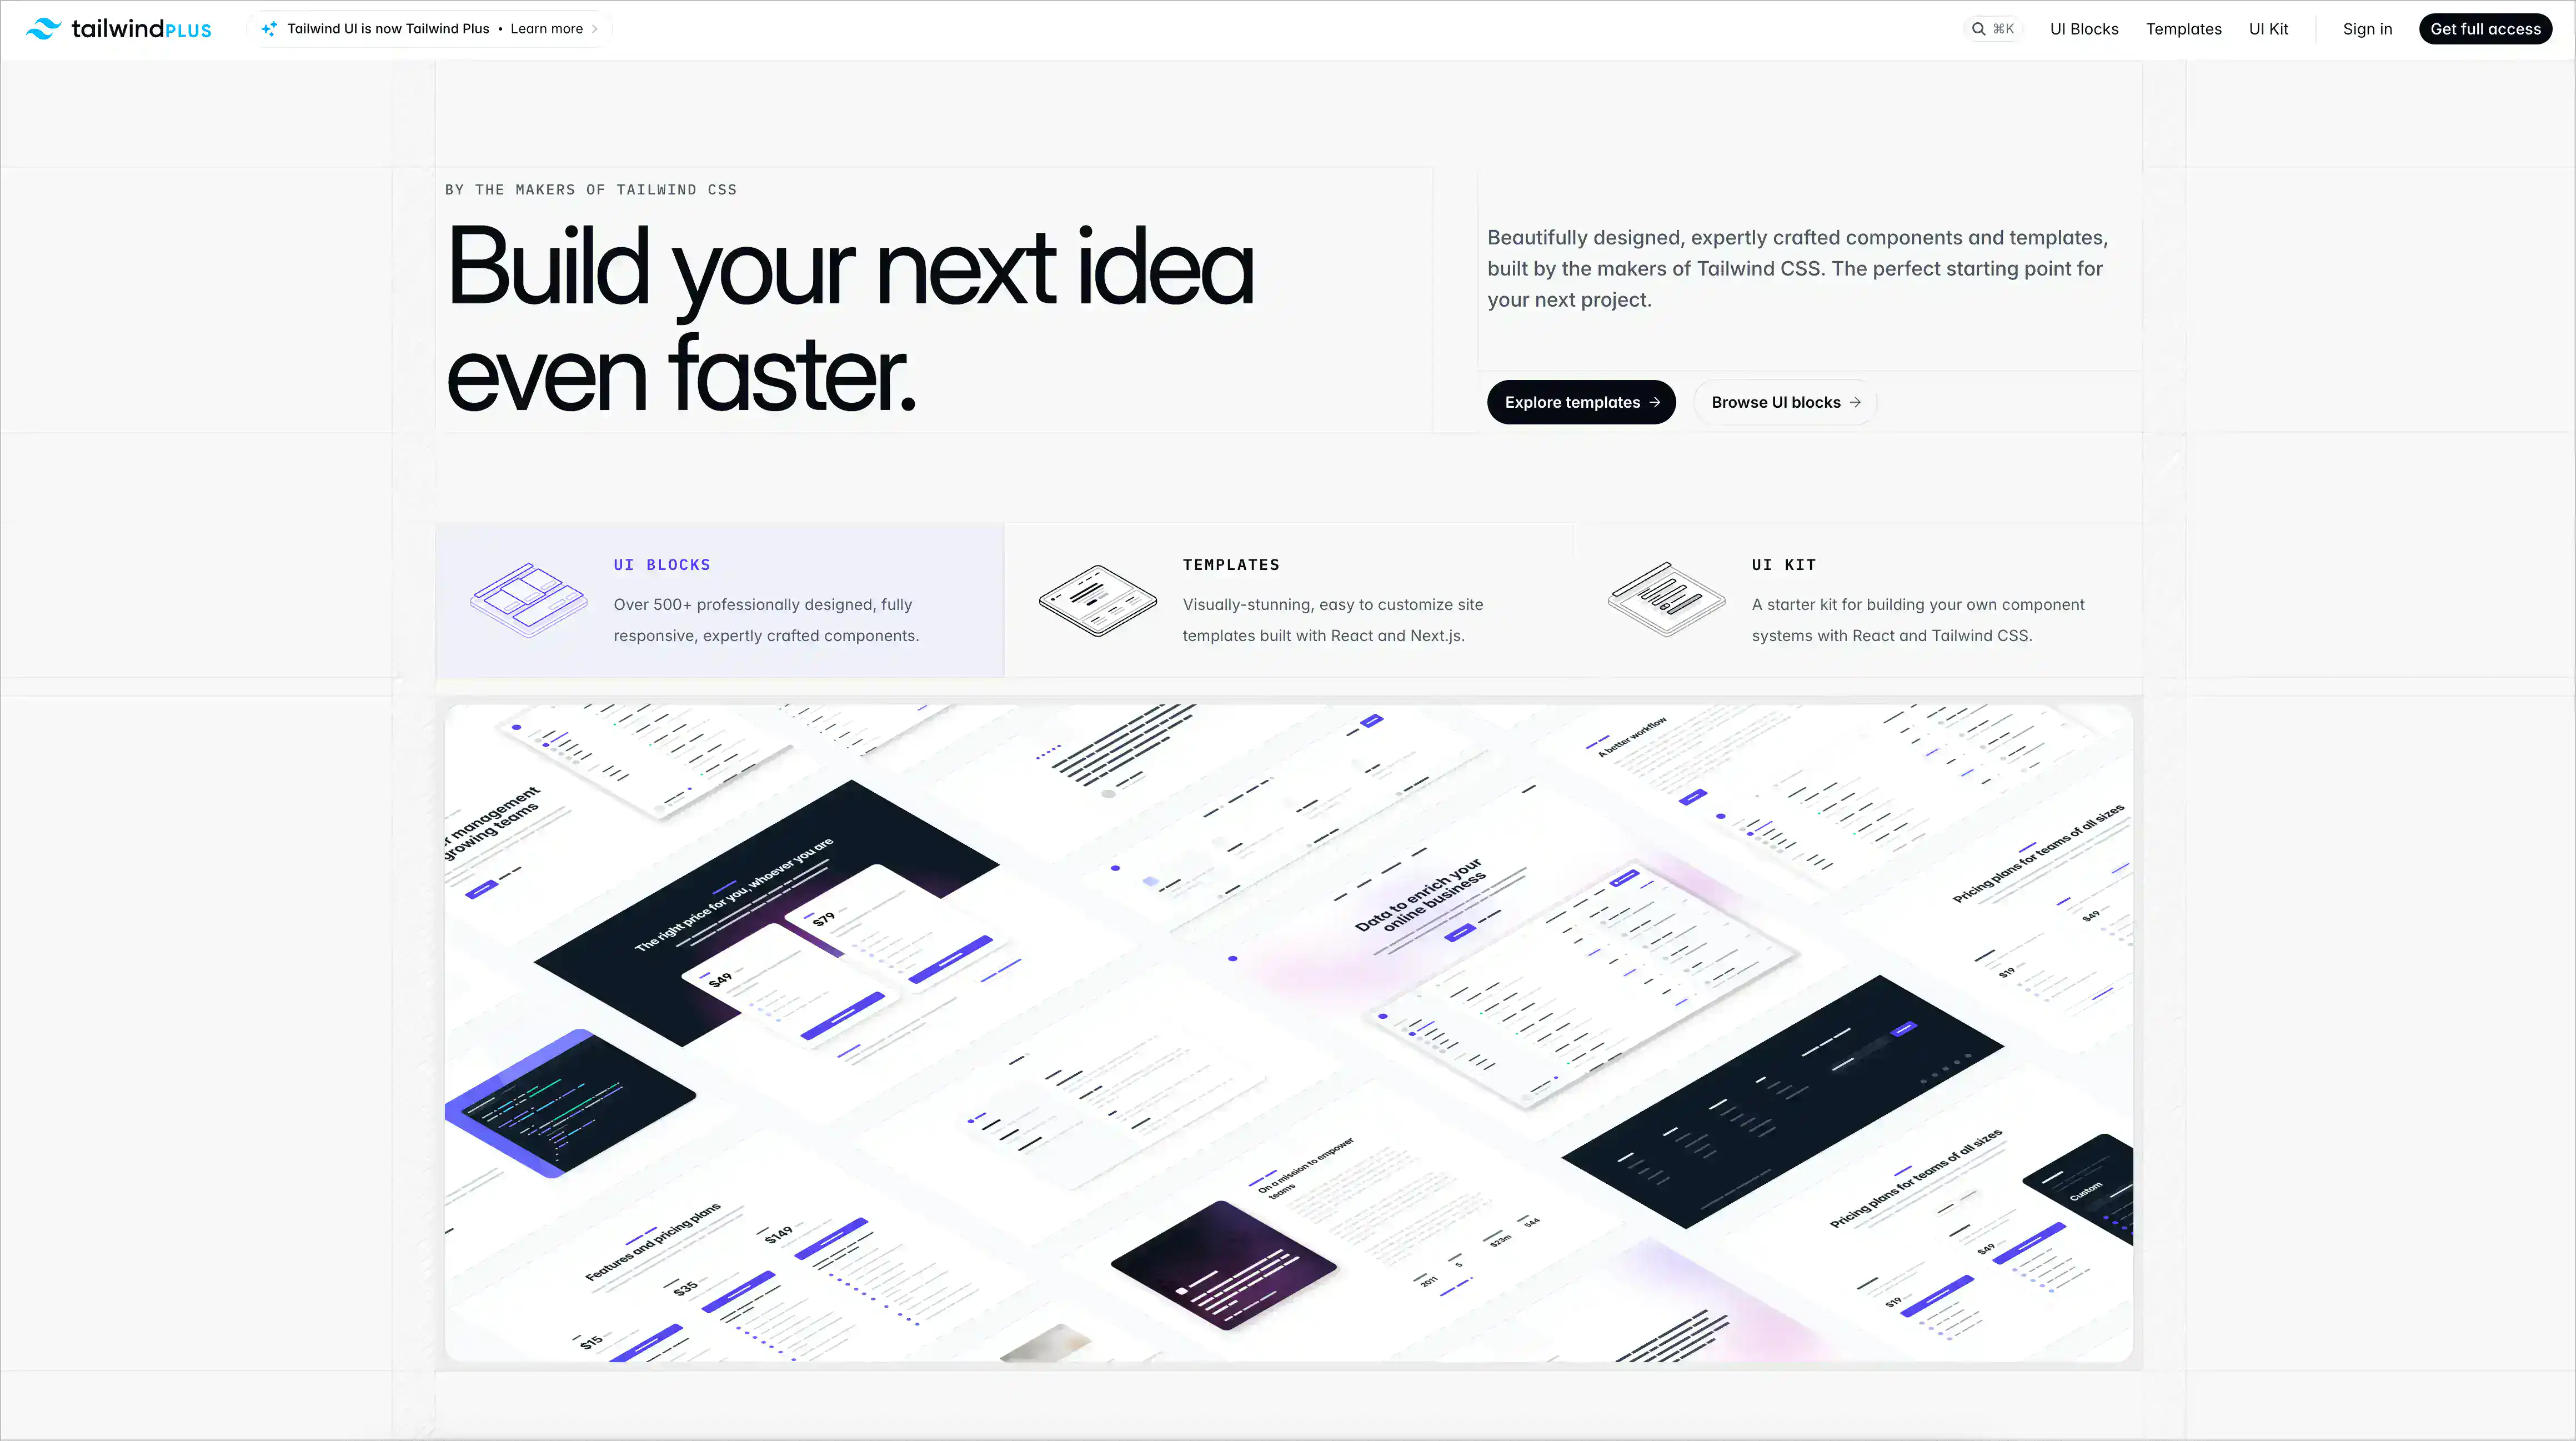 tailwindPLUS
Tailwind UI is now Tailwind Plus • Learn more
⌘K
UI Blocks
Templates
UI Kit
Sign in
Get full access
BY THE MAKERS OF TAILWIND CSS
Build your next idea
even faster.
Beautifully designed, expertly crafted components and templates,
built by the makers of Tailwind CSS. The perfect starting point for
your next project.
Explore templates →
Browse UI blocks →
UI BLOCKS
Over 500+ professionally designed, fully
responsive, expertly crafted components.
TEMPLATES
Visually-stunning, easy to customize site
templates built with React and Next.js.
UI KIT
A starter kit for building your own component
systems with React and Tailwind CSS.
A better workflow
management
growing teams
The right price for you, whoever you are
$79
$49
Data to enrich your
online business
Pricing plans for teams of all sizes
$49
$19
On a mission to empower
teams
2011
5
$23m
544
Features and pricing plans
$149
$35
$15
Pricing plans for teams of all sizes
Custom
$49
$19